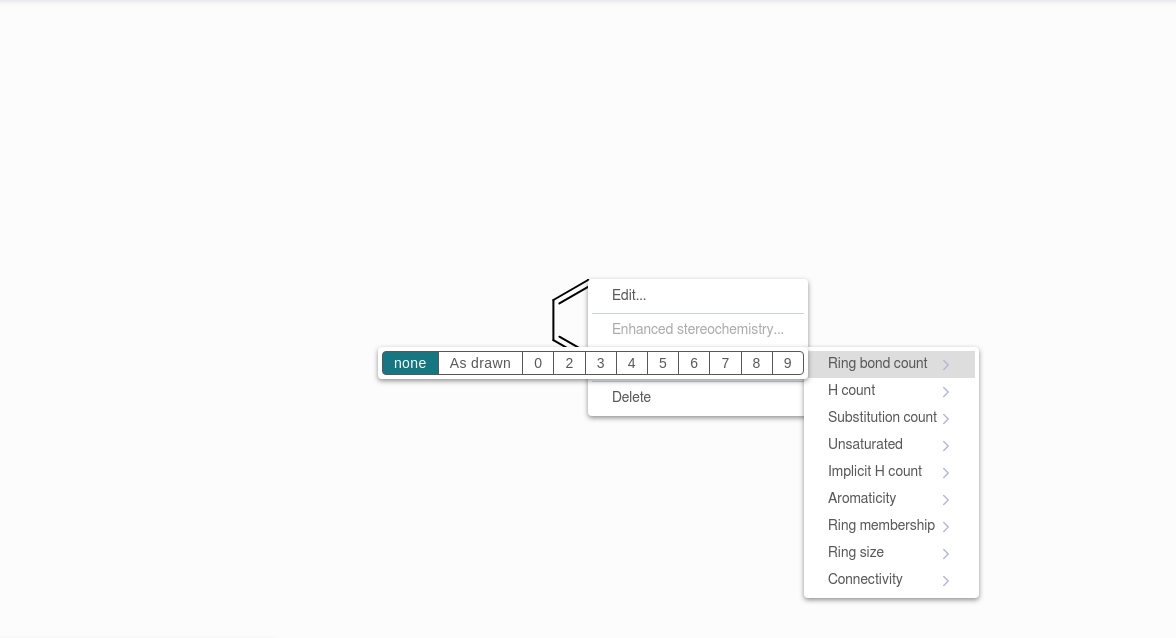 Edit...
Enhanced stereochemistry...
none As drawn 0 2 3 4 5 6 7 8 9
Ring bond count
H count
Delete
Substitution count
Unsaturated
Implicit H count
Aromaticity
Ring membership
Ring size
Connectivity